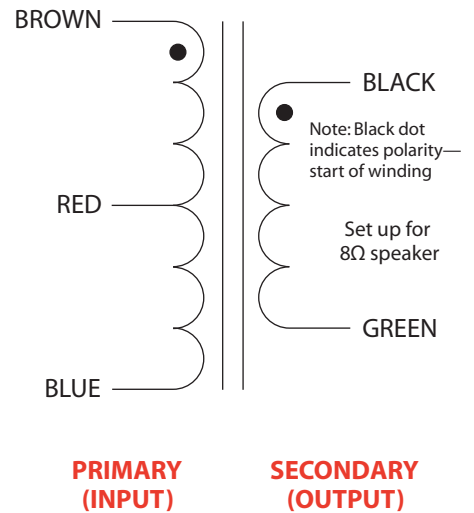 BROWN
BLACK
Note: Black dot
indicates polarity—
start of winding
RED
Set up for
8Ω speaker
GREEN
BLUE
PRIMARY
(INPUT)
SECONDARY
(OUTPUT)